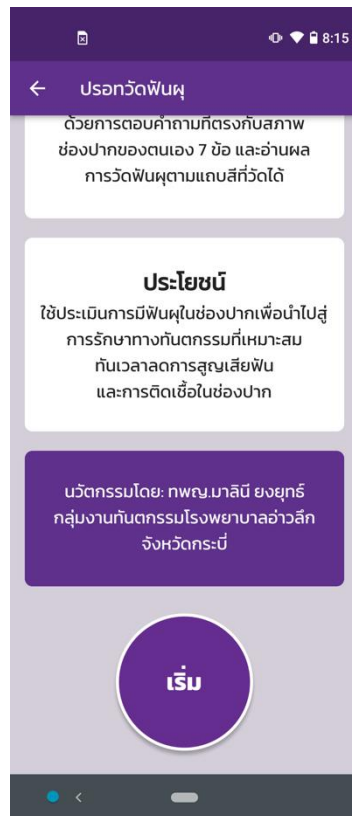 8:15
ปรอทวัดฟันผุ
ด้วยการตอบคำถามที่ตรงกับสภาพ
ช่องปากของตนเอง 7 ข้อ และอ่านผล
การวัดฟันผุตามแถบสีที่วัดได้
ประโยชน์
ใช้ประเมินการมีฟันผุในช่องปากเพื่อนำไปสู่
การรักษาทางทันตกรรมที่เหมาะสม
ทันเวลาลดการสูญเสียฟัน
และการติดเชื้อในช่องปาก
นวัตกรรมโดย: ทพญ.มาลินี ยงยุทธ์
กลุ่มงานทันตกรรมโรงพยาบาลอ่าวลึก
จังหวัดกระบี่
เริ่ม